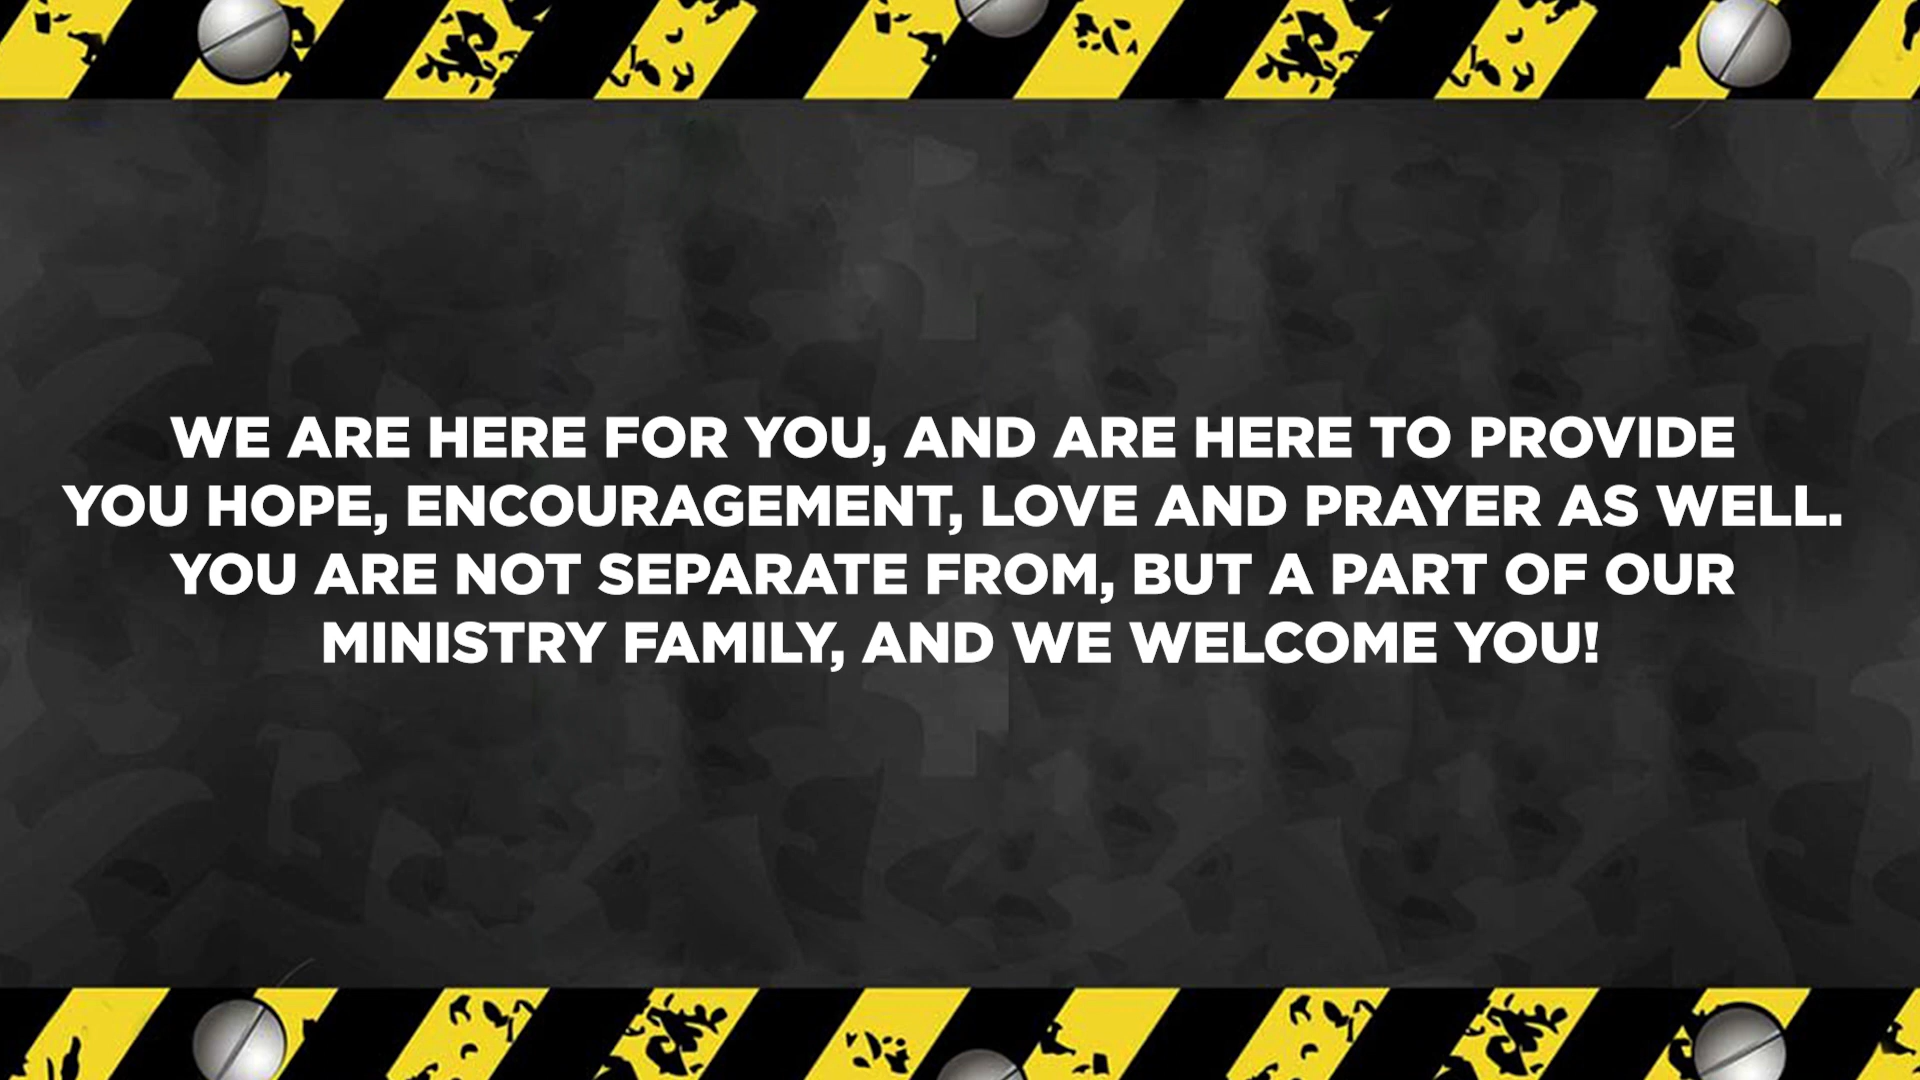 WE ARE HERE FOR YOU, AND ARE HERE TO PROVIDE
YOU HOPE, ENCOURAGEMENT, LOVE AND PRAYER AS WELL.
YOU ARE NOT SEPARATE FROM, BUT A PART OF OUR
MINISTRY FAMILY, AND WE WELCOME YOU!